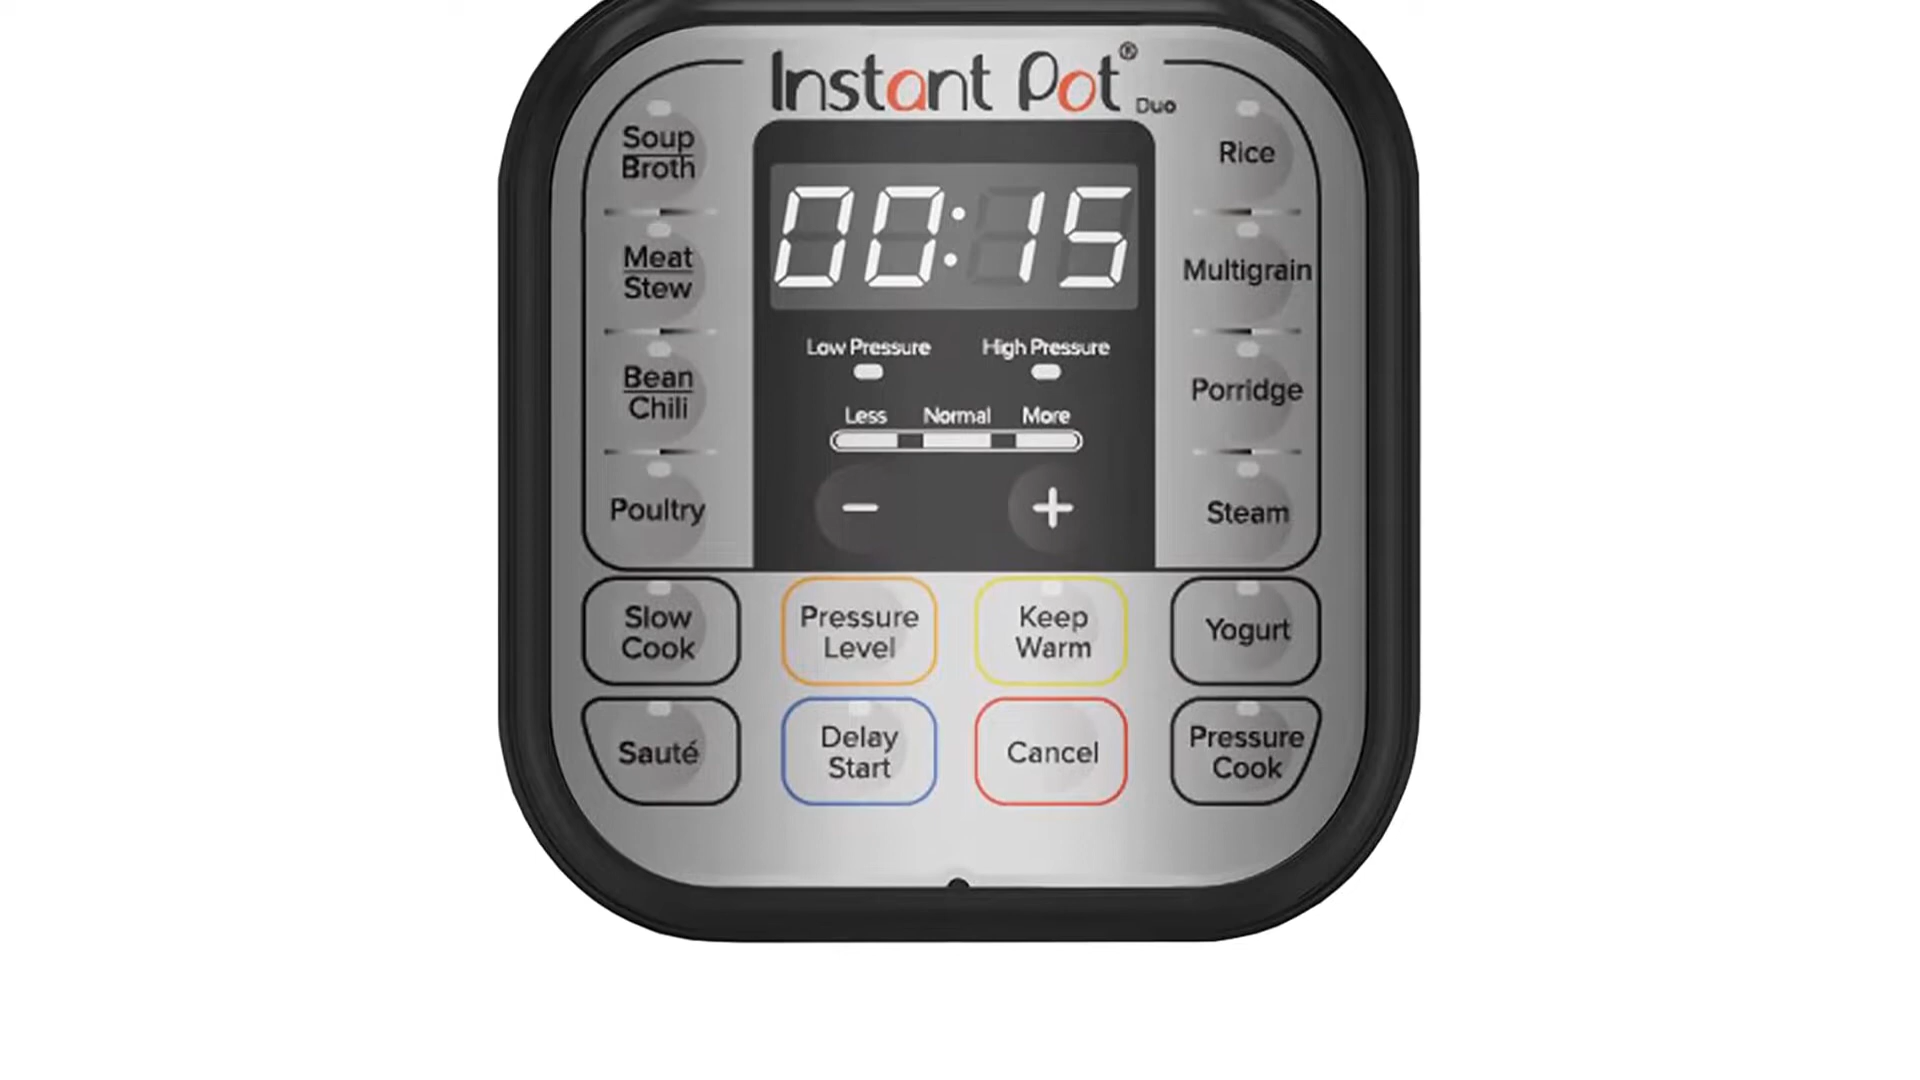 Instant Pot®
Duo
Soup
Broth
Rice
00:15
Meat
Stew
Multigrain
Low Pressure
High Pressure
Bean
Chili
Porridge
Less
Normal
More
Poultry
−
+
Steam
Slow
Cook
Pressure
Level
Keep
Warm
Yogurt
Sauté
Delay
Start
Cancel
Pressure
Cook